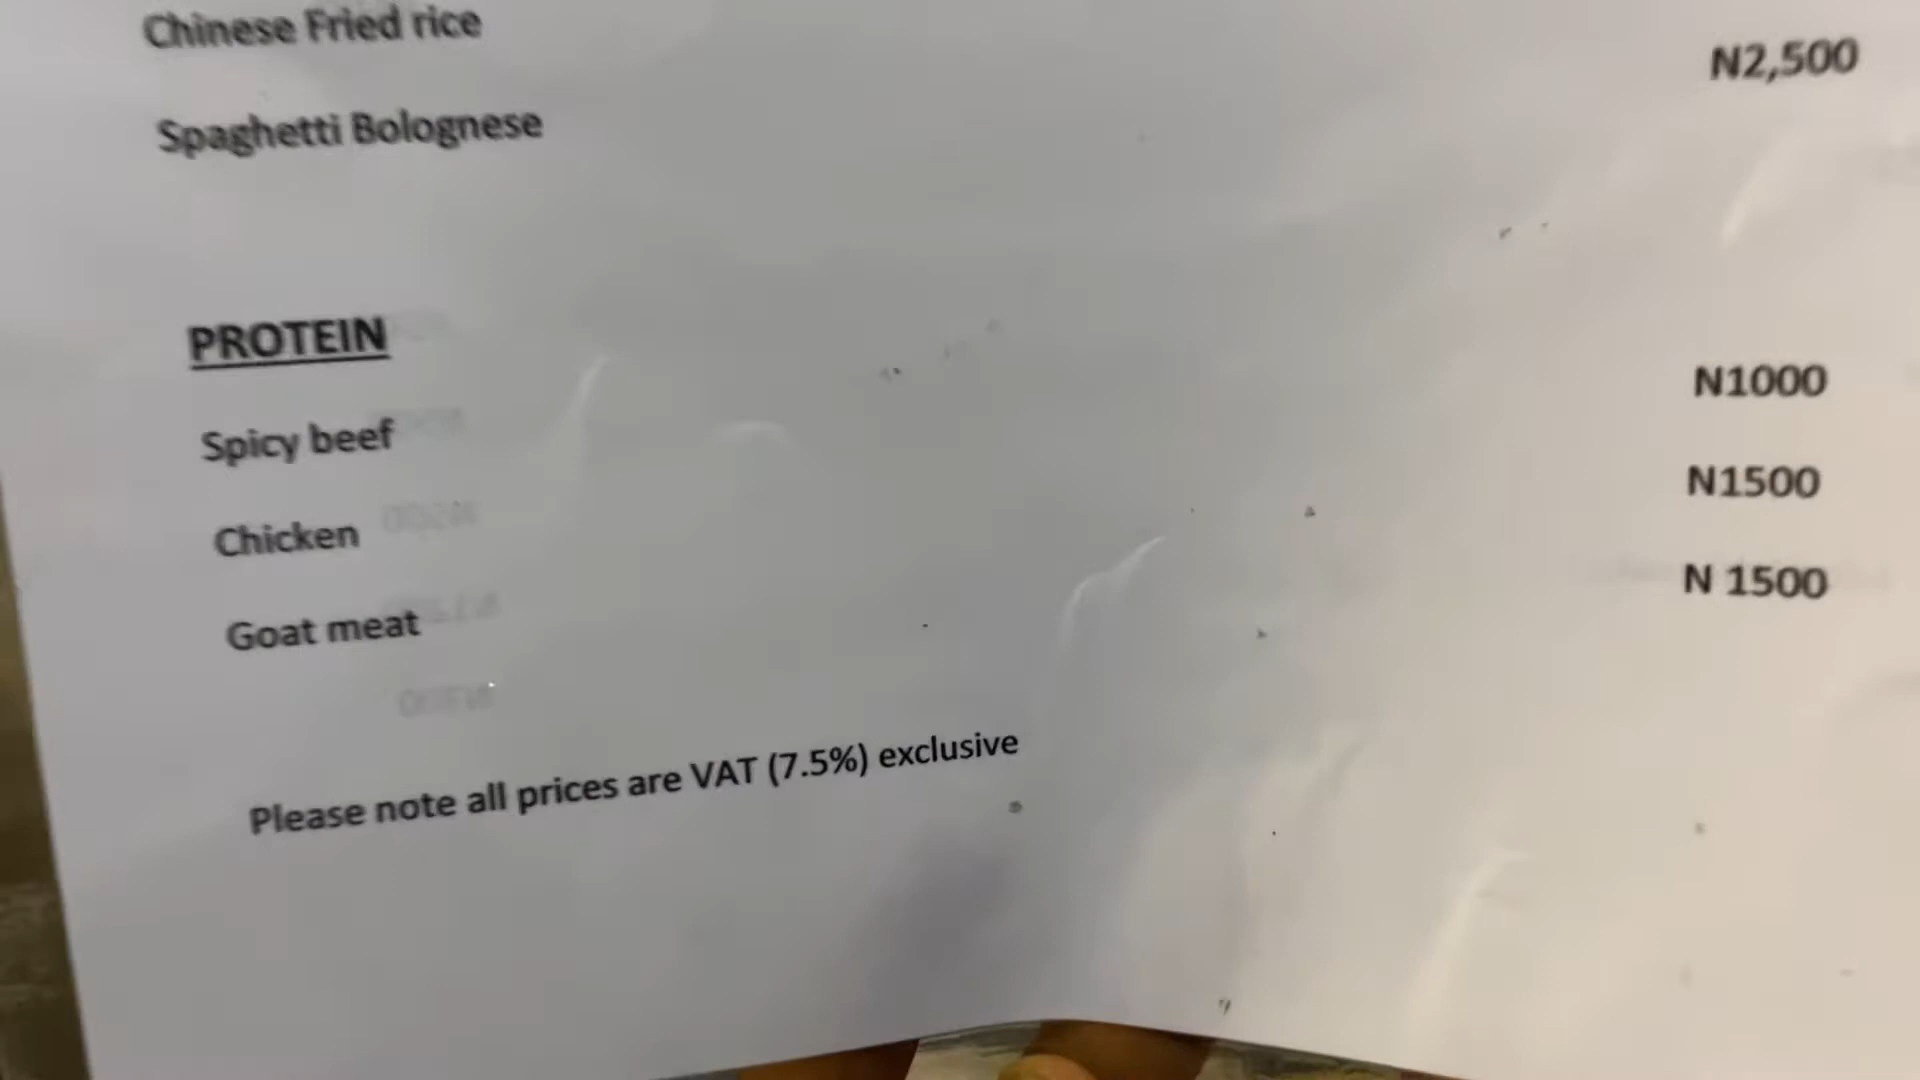 Chinese Fried rice
Spaghetti Bolognese N2,500
PROTEIN
Spicy beef N1000
Chicken N1500
Goat meat N 1500
Please note all prices are VAT (7.5%) exclusive